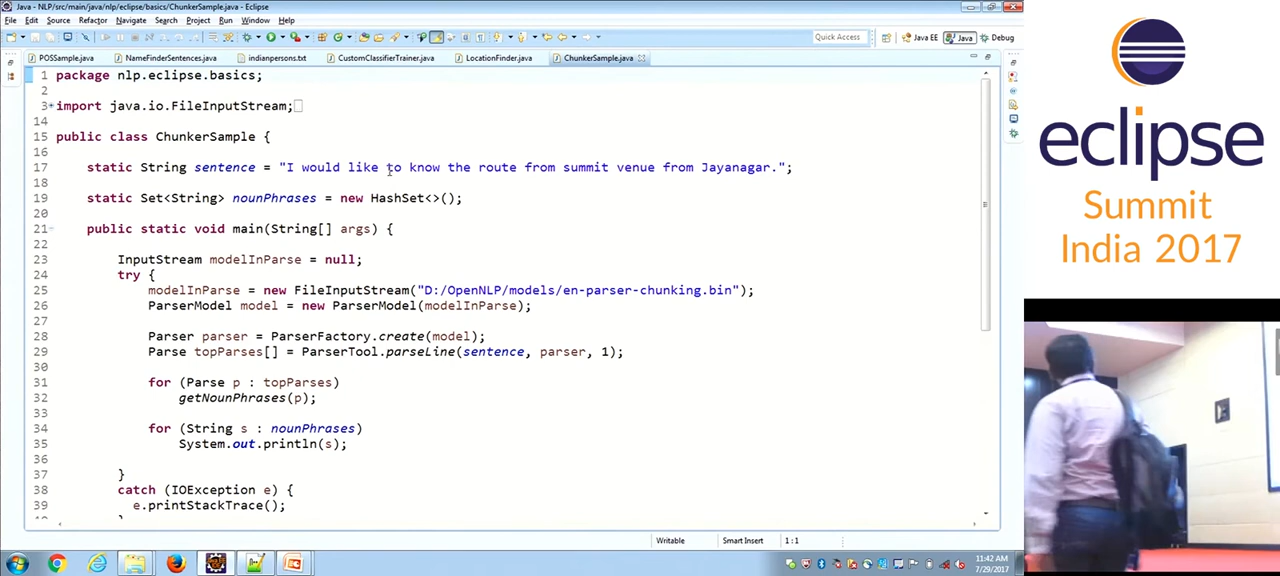 Java - NLP/src/main/java/nlp/eclipse/basics/ChunkerSample.java - Eclipse
File Edit Source Refactor Navigate Search Project Run Window Help
Quick Access Java EE Java Debug
POSSample.java NameFinderSentences.java indianpersons.txt CustomClassifierTrainer.java LocationFinder.java ChunkerSample.java
1 package nlp.eclipse.basics;
2
3 import java.io.FileInputStream;
14
15 public class ChunkerSample {
16
17 static String sentence = "I would like to know the route from summit venue from Jayanagar.";
18
19 static Set<String> nounPhrases = new HashSet<>();
20
21 public static void main(String[] args) {
22
23 InputStream modelInParse = null;
24 try {
25 modelInParse = new FileInputStream("D:/OpenNLP/models/en-parser-chunking.bin");
26 ParserModel model = new ParserModel(modelInParse);
27
28 Parser parser = ParserFactory.create(model);
29 Parse topParses[] = ParserTool.parseLine(sentence, parser, 1);
30
31 for (Parse p : topParses)
32 getNounPhrases(p);
33
34 for (String s : nounPhrases)
35 System.out.println(s);
36
37 }
38 catch (IOException e) {
39 e.printStackTrace();
Writable Smart Insert 1 : 1
11:42 AM
7/29/2017
eclipse
Summit
India 2017